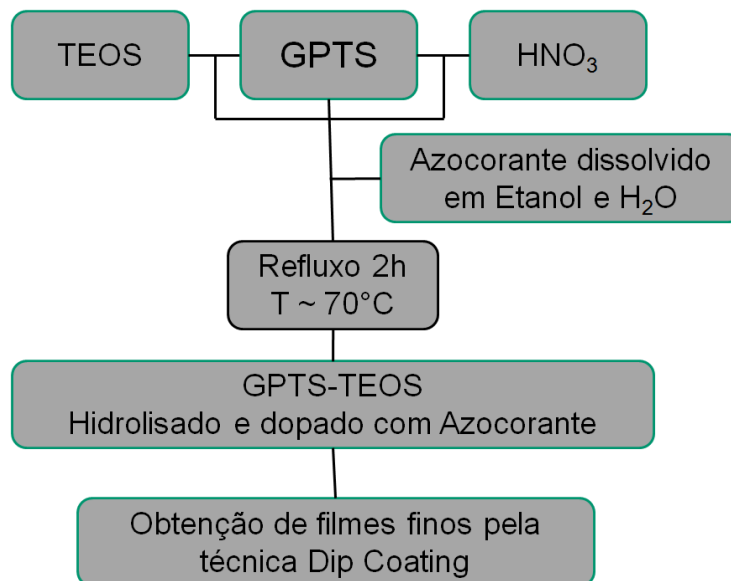 TEOS
GPTS
HNO₃
Azocorante dissolvido
em Etanol e H₂O
Refluxo 2h
T ~ 70°C
GPTS-TEOS
Hidrolisado e dopado com Azocorante
Obtenção de filmes finos pela
técnica Dip Coating